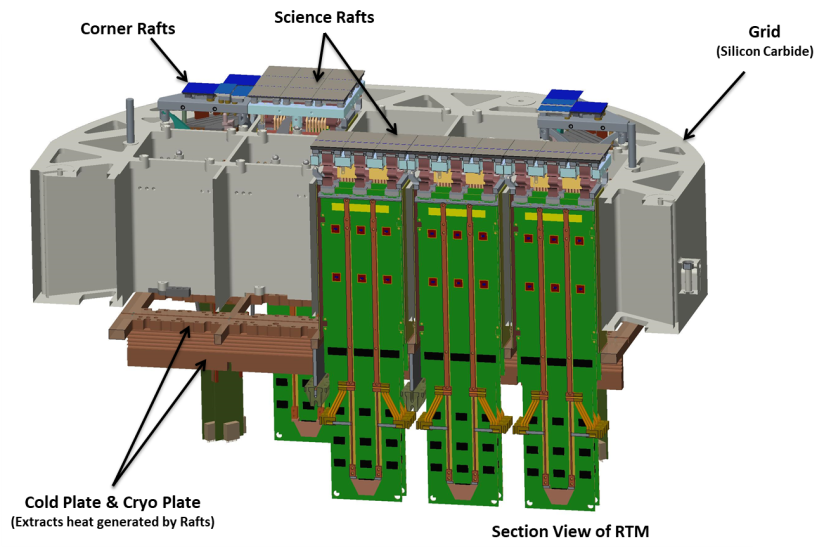 Science Rafts
Corner Rafts
Grid
(Silicon Carbide)
Cold Plate & Cryo Plate
(Extracts heat generated by Rafts)
Section View of RTM